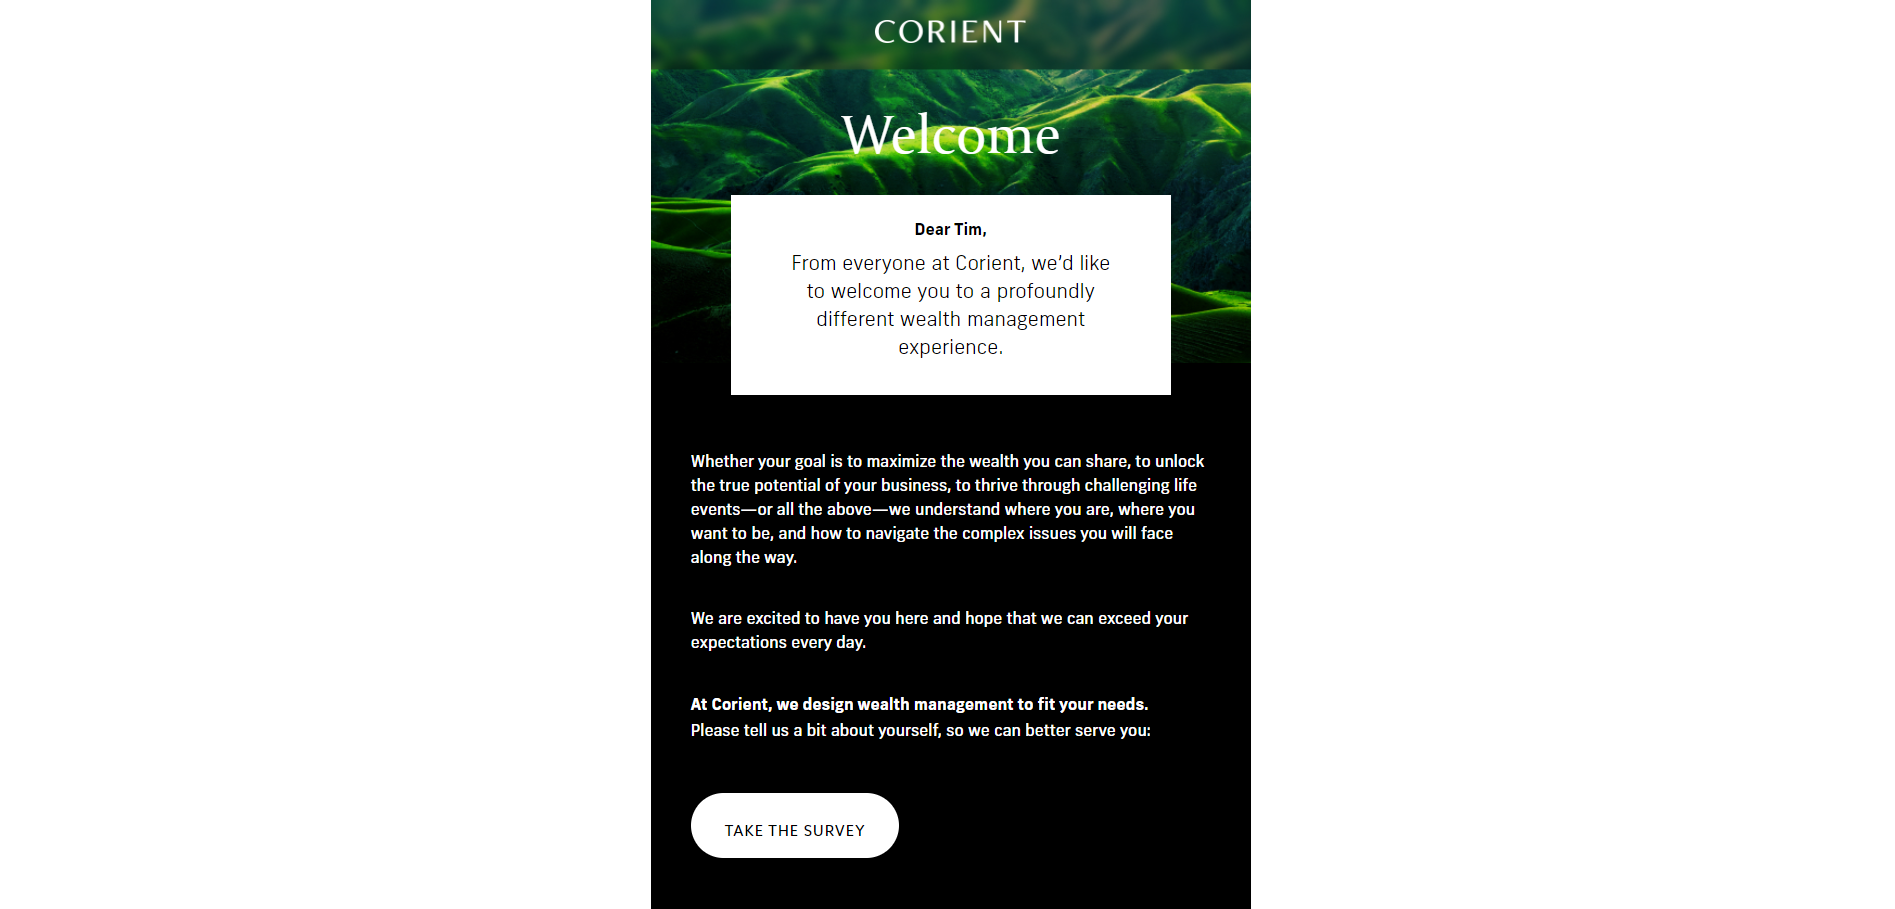 CORIENT
Welcome
Dear Tim,
From everyone at Corient, we’d like
to welcome you to a profoundly
different wealth management
experience.
Whether your goal is to maximize the wealth you can share, to unlock
the true potential of your business, to thrive through challenging life
events—or all the above—we understand where you are, where you
want to be, and how to navigate the complex issues you will face
along the way.
We are excited to have you here and hope that we can exceed your
expectations every day.
At Corient, we design wealth management to fit your needs.
Please tell us a bit about yourself, so we can better serve you:
TAKE THE SURVEY